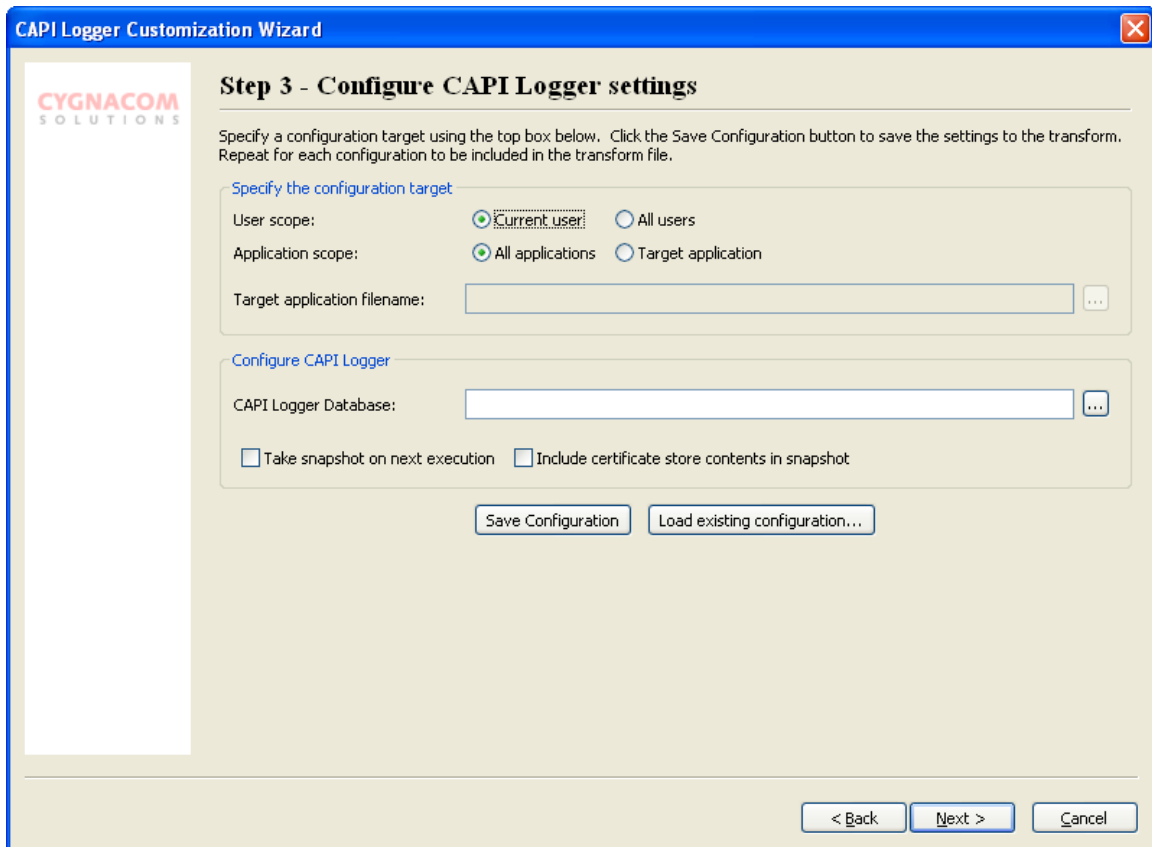 CAPI Logger Customization Wizard
CYGNACOM
SOLUTIONS
Step 3 - Configure CAPI Logger settings
Specify a configuration target using the top box below. Click the Save Configuration button to save the settings to the transform.
Repeat for each configuration to be included in the transform file.
Specify the configuration target
User scope: Current user All users
Application scope: All applications Target application
Target application filename: ...
Configure CAPI Logger
CAPI Logger Database: ...
Take snapshot on next execution Include certificate store contents in snapshot
Save Configuration Load existing configuration...
< Back Next > Cancel